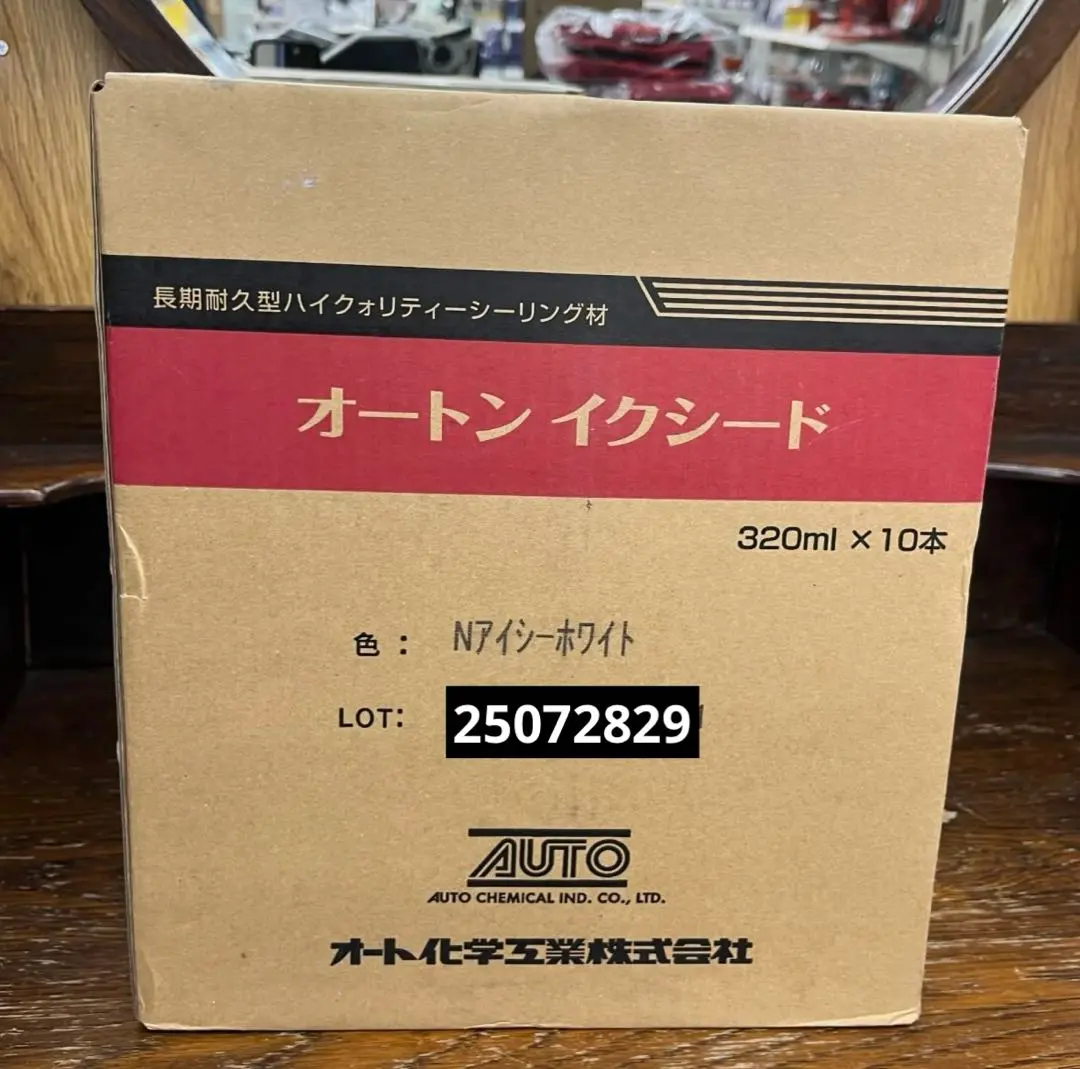 長期耐久型ハイクォリティーシーリング材
オートン イクシード
320ml ×10本
色: Nアイシーホワイト
LOT: 25072829
AUTO
AUTO CHEMICAL IND. CO., LTD.
オート化学工業株式会社